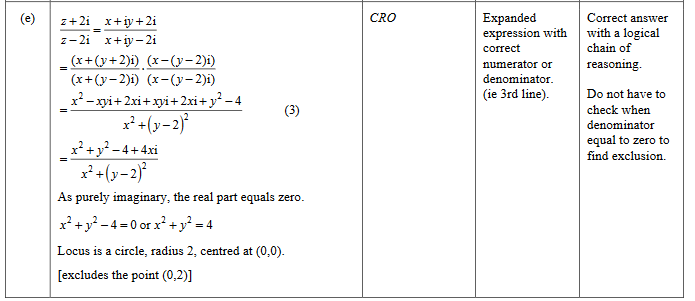 (e)
z+2i / z−2i = x+iy+2i / x+iy−2i
= (x+(y+2)i) / (x+(y−2)i) . (x−(y−2)i) / (x−(y−2)i)
= x² − xyi + 2xi + xyi + 2xi + y² − 4 / x² + (y−2)² (3)
= x² + y² − 4 + 4xi / x² + (y−2)²
As purely imaginary, the real part equals zero.
x² + y² − 4 = 0 or x² + y² = 4
Locus is a circle, radius 2, centred at (0,0).
[excludes the point (0,2)]
CRO
Expanded
expression with
correct
numerator or
denominator.
(ie 3rd line).
Correct answer
with a logical
chain of
reasoning.
Do not have to
check when
denominator
equal to zero to
find exclusion.